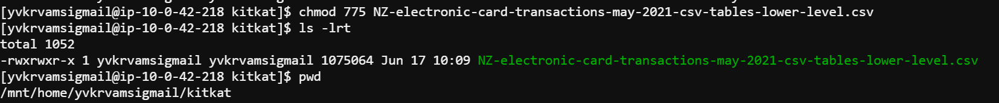 [yvkrvamsigmail@ip-10-0-42-218 kitkat]$ chmod 775 NZ-electronic-card-transactions-may-2021-csv-tables-lower-level.csv
[yvkrvamsigmail@ip-10-0-42-218 kitkat]$ ls -lrt
total 1052
-rwxrwxr-x 1 yvkrvamsigmail yvkrvamsigmail 1075064 Jun 17 10:09 NZ-electronic-card-transactions-may-2021-csv-tables-lower-level.csv
[yvkrvamsigmail@ip-10-0-42-218 kitkat]$ pwd
/mnt/home/yvkrvamsigmail/kitkat